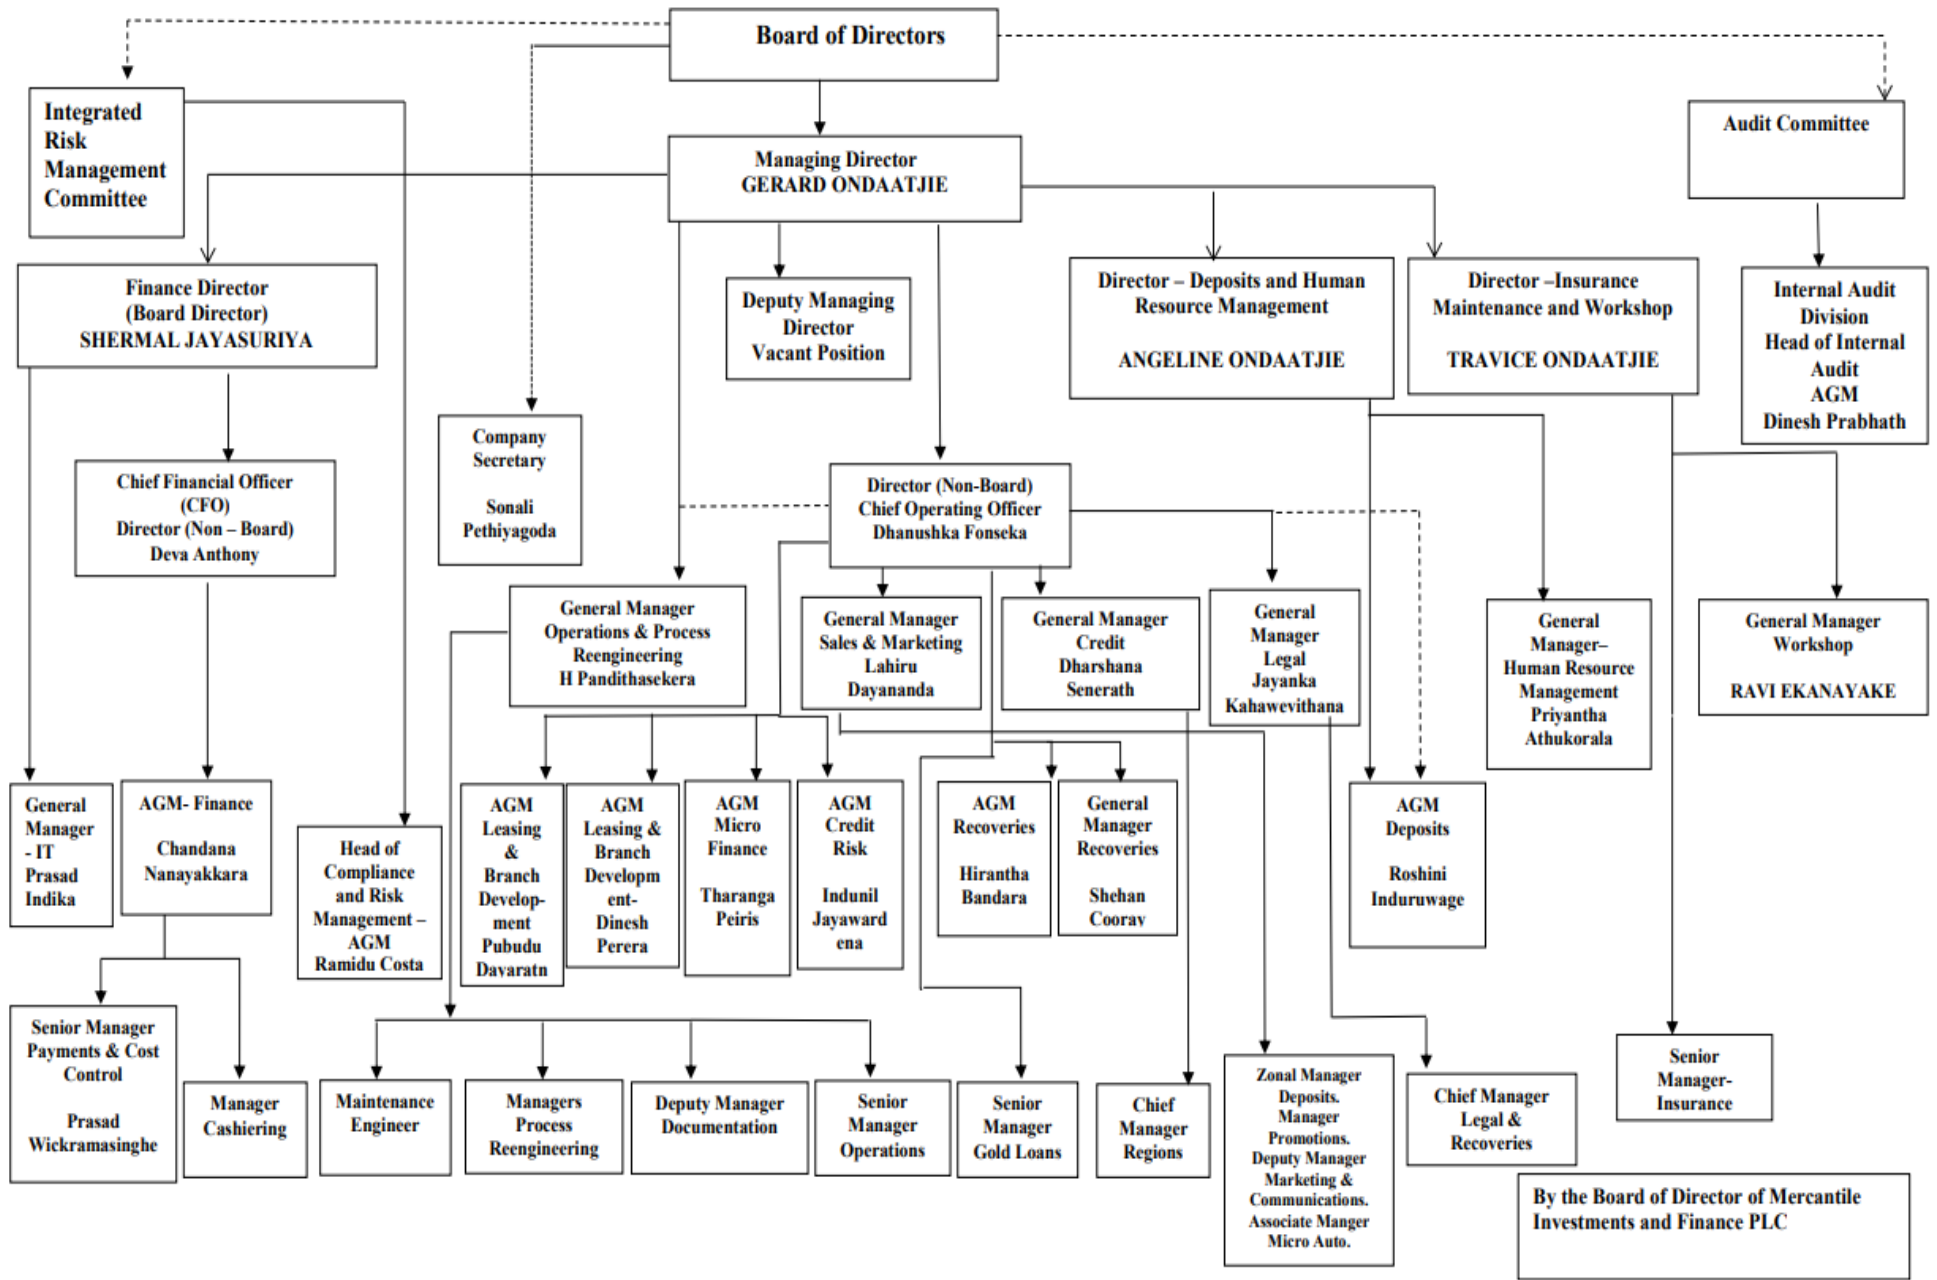 Board of Directors
Integrated
Risk
Management
Committee
Audit Committee
Managing Director
GERARD ONDAATJIE
Finance Director
(Board Director)
SHERMAL JAYASURIYA
Deputy Managing
Director
Vacant Position
Director – Deposits and Human
Resource Management
ANGELINE ONDAATJIE
Director –Insurance
Maintenance and Workshop
TRAVICE ONDAATJIE
Internal Audit
Division
Head of Internal
Audit
AGM
Dinesh Prabhath
Company
Secretary
Sonali
Pethiyagoda
Chief Financial Officer
(CFO)
Director (Non – Board)
Deva Anthony
Director (Non-Board)
Chief Operating Officer
Dhanushka Fonseka
General Manager
Operations & Process
Reengineering
H Pandithasekera
General Manager
Sales & Marketing
Lahiru
Dayananda
General Manager
Credit
Dharshana
Senerath
General
Manager
Legal
Jayanka
Kahawevithana
General
Manager–
Human Resource
Management
Priyantha
Athukorala
General Manager
Workshop
RAVI EKANAYAKE
General
Manager
- IT
Prasad
Indika
AGM- Finance
Chandana
Nanayakkara
Head of
Compliance
and Risk
Management –
AGM
Ramidu Costa
AGM
Leasing
&
Branch
Develop-
ment
Pubudu
Dayaratn
AGM
Leasing &
Branch
Developm
ent-
Dinesh
Perera
AGM
Micro
Finance
Tharanga
Peiris
AGM
Credit
Risk
Indunil
Jayaward
ena
AGM
Recoveries
Hirantha
Bandara
General
Manager
Recoveries
Shehan
Cooray
AGM
Deposits
Roshini
Induruwage
Senior Manager
Payments & Cost
Control
Prasad
Wickramasinghe
Manager
Cashiering
Maintenance
Engineer
Managers
Process
Reengineering
Deputy Manager
Documentation
Senior
Manager
Operations
Senior
Manager
Gold Loans
Chief
Manager
Regions
Zonal Manager
Deposits.
Manager
Promotions.
Deputy Manager
Marketing &
Communications.
Associate Manger
Micro Auto.
Chief Manager
Legal &
Recoveries
Senior
Manager-
Insurance
By the Board of Director of Mercantile
Investments and Finance PLC